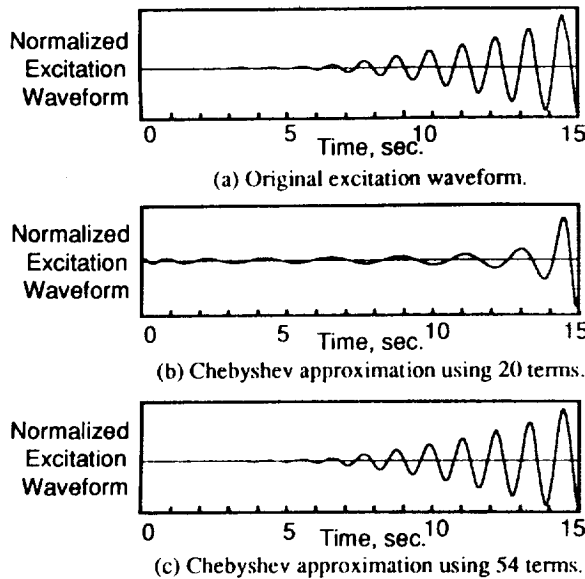 Normalized
Excitation
Waveform
0 5 10 15
Time, sec.
(a) Original excitation waveform.
Normalized
Excitation
Waveform
0 5 10 15
Time, sec.
(b) Chebyshev approximation using 20 terms.
Normalized
Excitation
Waveform
0 5 10 15
Time, sec.
(c) Chebyshev approximation using 54 terms.